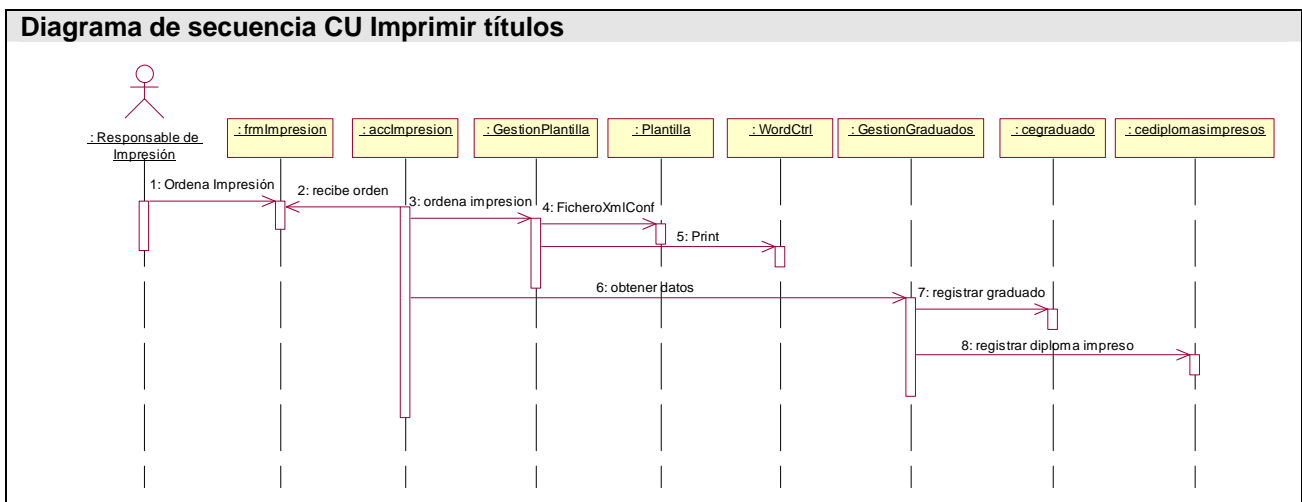 Diagrama de secuencia CU Imprimir títulos
: Responsable de
Impresión
: frmImpresion
: accImpresion
: GestionPlantilla
: Plantilla
: WordCtrl
: GestionGraduados
: cegraduado
: cediplomasimpresos
1: Ordena Impresión
2: recibe orden
3: ordena impresion
4: FicheroXmlConf
5: Print
6: obtener datos
7: registrar graduado
8: registrar diploma impreso